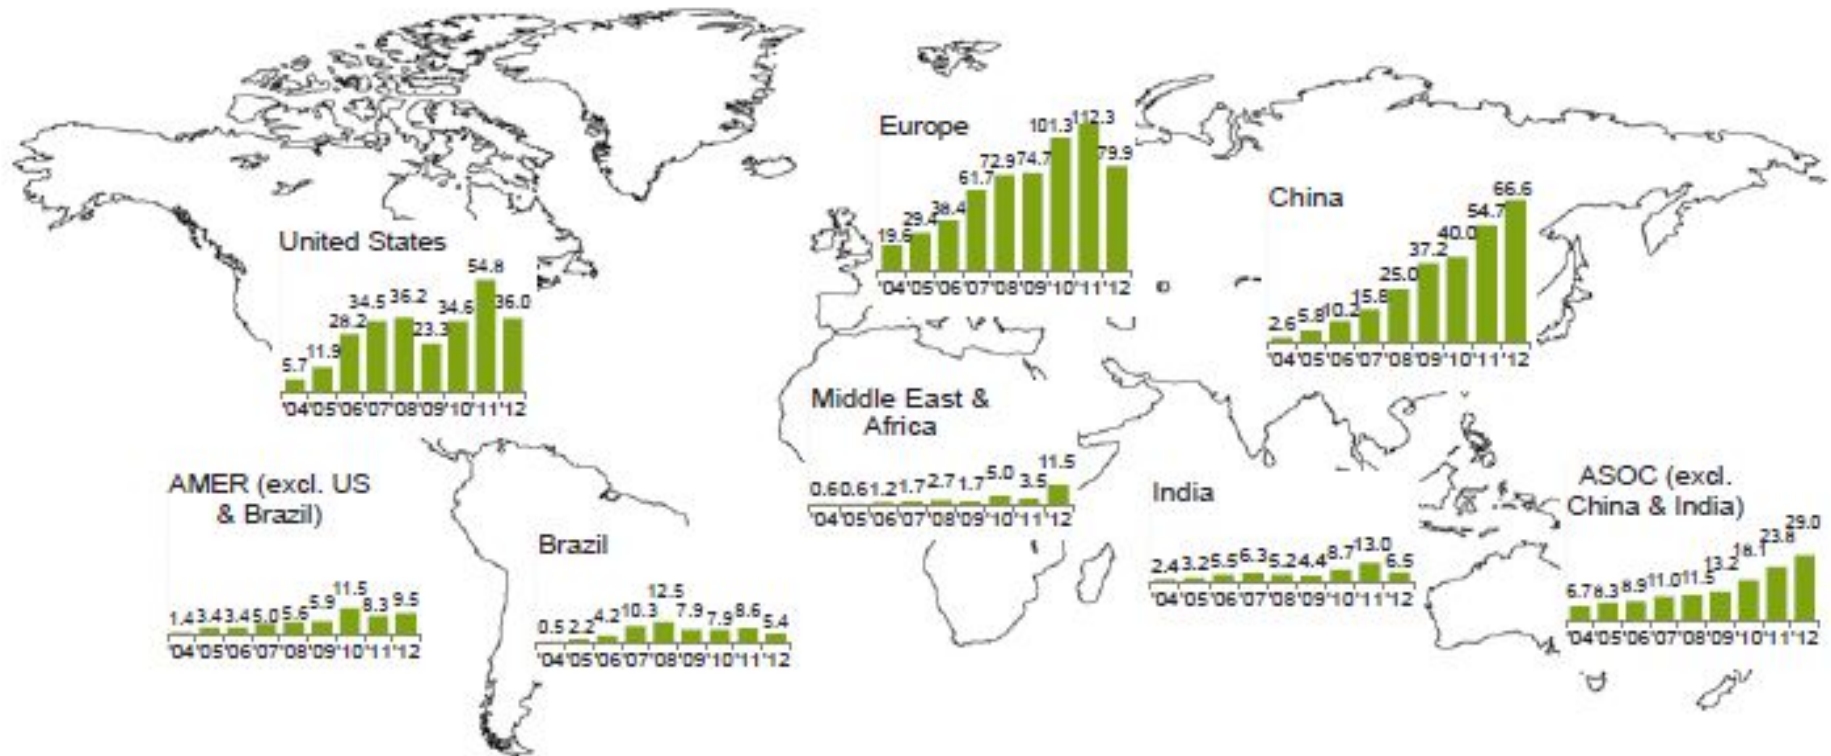 Europe
19.6 29.4 38.4 61.7 72.9 74.7 101.3 112.3 79.9
'04 '05 '06 '07 '08 '09 '10 '11 '12
China
2.6 5.8 10.2 15.8 25.0 37.2 40.0 54.7 66.6
'04 '05 '06 '07 '08 '09 '10 '11 '12
United States
5.7 11.9 28.2 34.5 36.2 23.3 34.6 54.8 36.0
'04 '05 '06 '07 '08 '09 '10 '11 '12
Middle East &
Africa
0.6 0.6 1.2 1.7 2.7 1.7 5.0 3.5 11.5
'04 '05 '06 '07 '08 '09 '10 '11 '12
AMER (excl. US
& Brazil)
1.4 3.4 3.4 5.0 5.6 5.9 11.5 8.3 9.5
'04 '05 '06 '07 '08 '09 '10 '11 '12
Brazil
0.5 2.2 4.2 10.3 12.5 7.9 7.9 8.6 5.4
'04 '05 '06 '07 '08 '09 '10 '11 '12
India
2.4 3.2 5.5 6.3 5.2 4.4 8.7 13.0 6.5
'04 '05 '06 '07 '08 '09 '10 '11 '12
ASOC (excl.
China & India)
6.7 8.3 8.9 11.0 11.5 13.2 18.1 23.8 29.0
'04 '05 '06 '07 '08 '09 '10 '11 '12